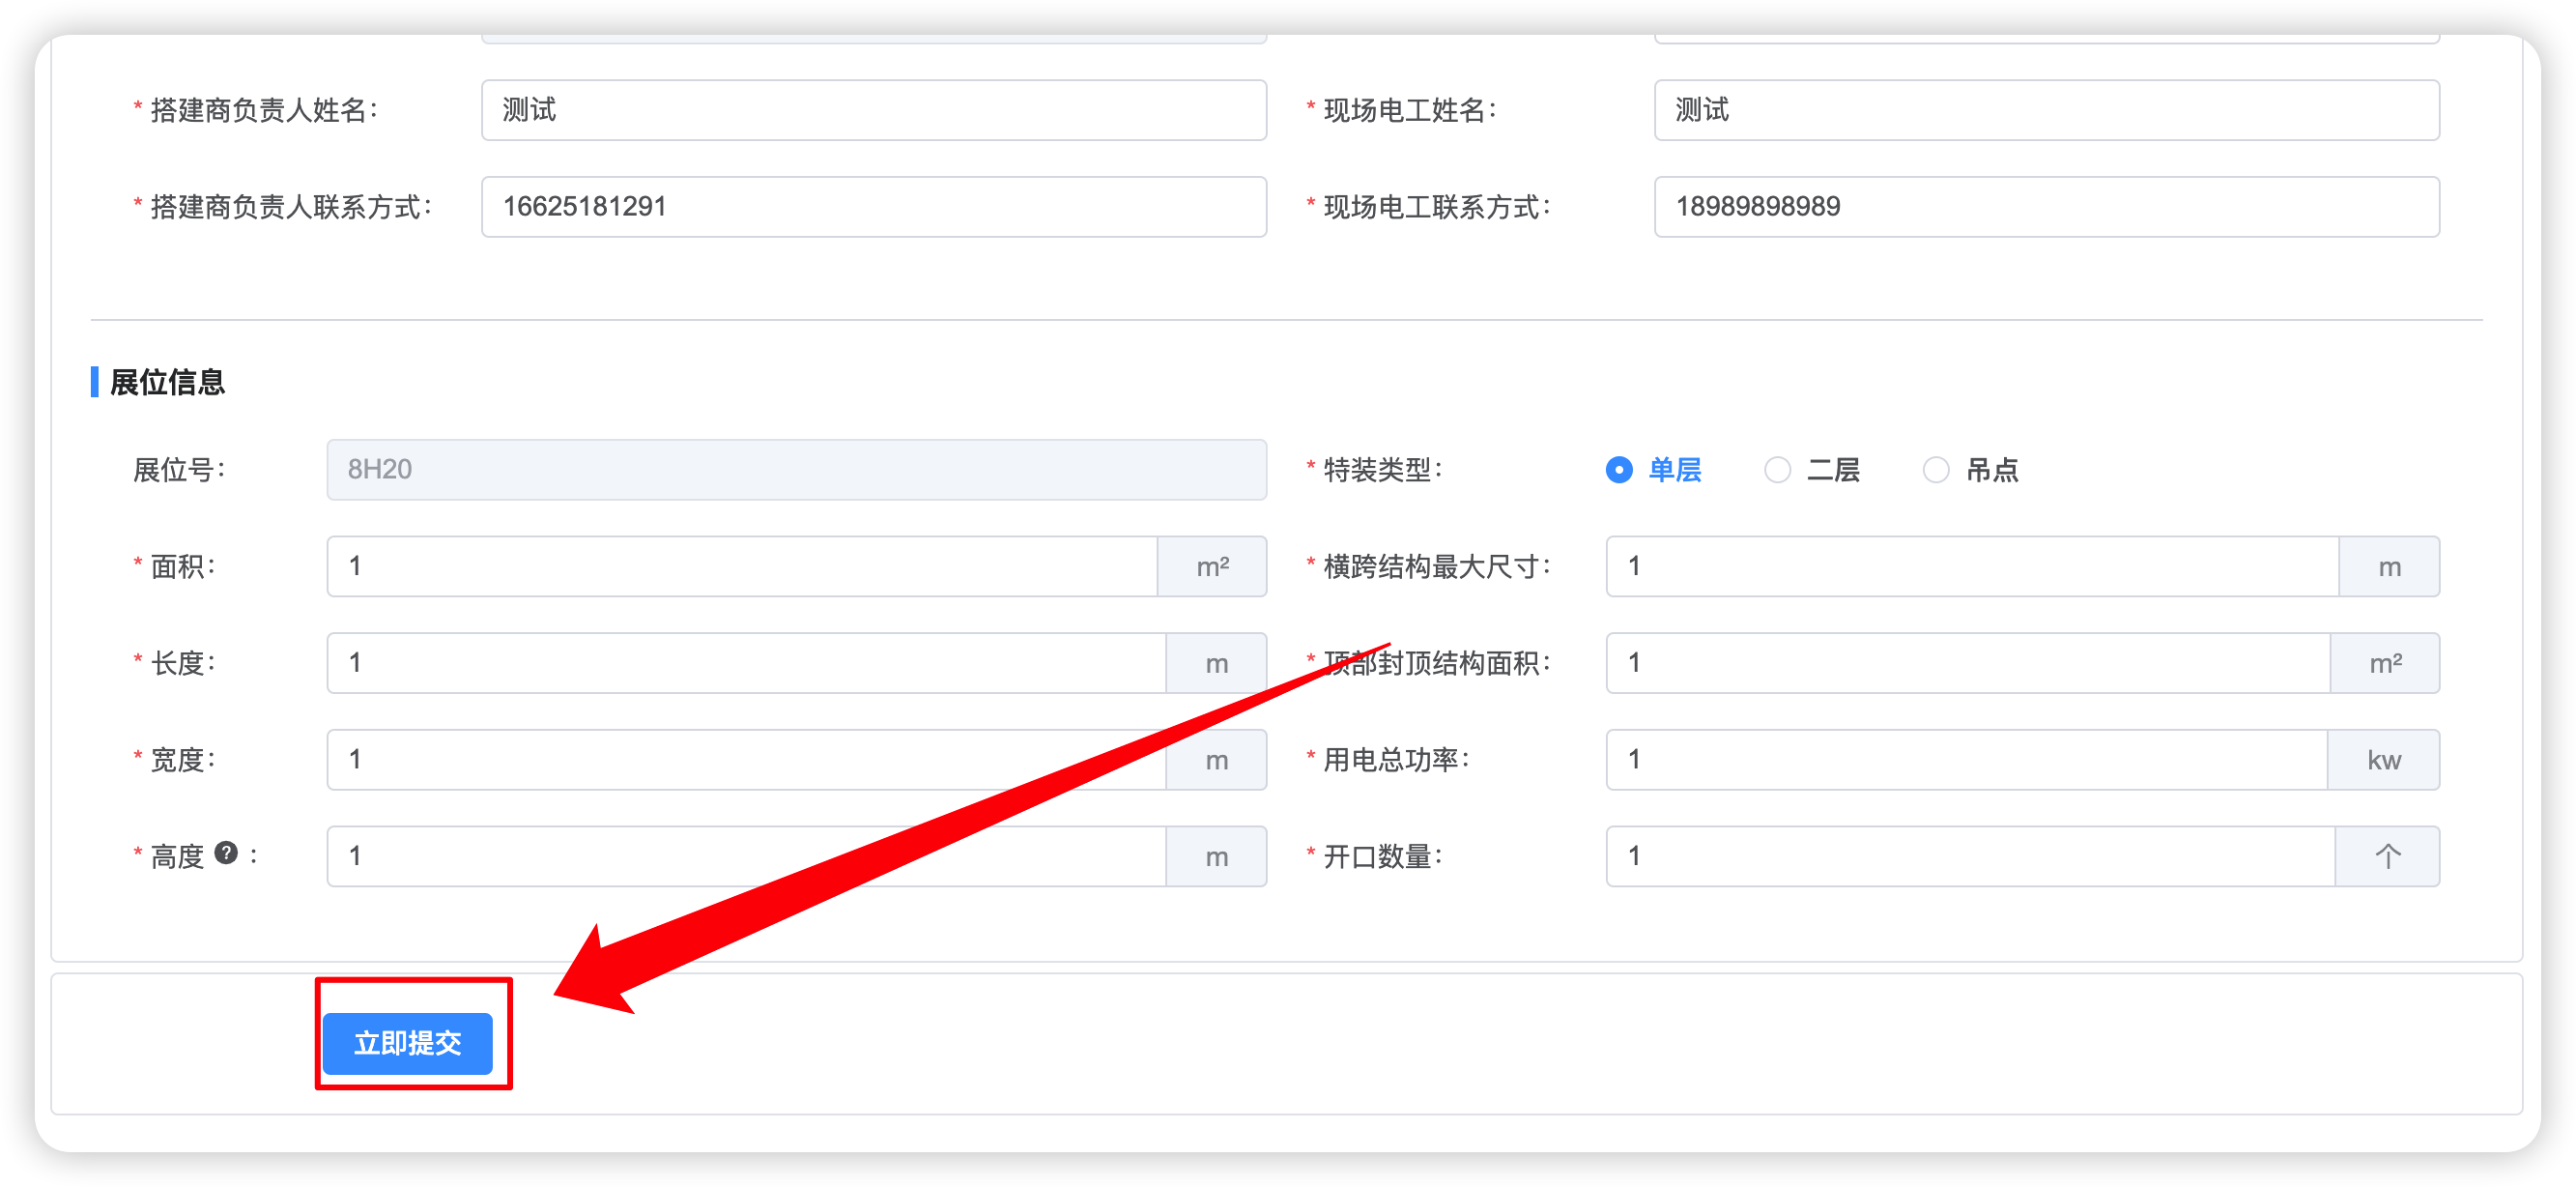 * 搭建商负责人姓名: 测试 * 现场电工姓名: 测试
* 搭建商负责人联系方式: 16625181291 * 现场电工联系方式: 18989898989
展位信息
展位号: 8H20 * 特装类型: 单层 二层 吊点
* 面积: 1 m² * 横跨结构最大尺寸: 1 m
* 长度: 1 m * 顶部封顶结构面积: 1 m²
* 宽度: 1 m * 用电总功率: 1 kw
* 高度 ? : 1 m * 开口数量: 1 个
立即提交